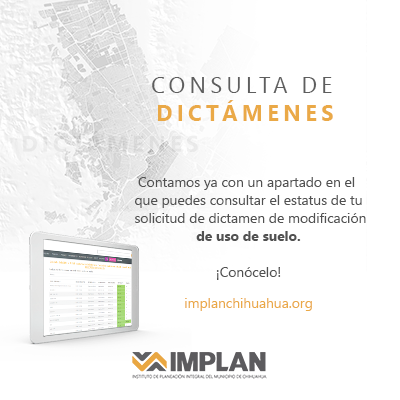 CONSULTA DE
DICTÁMENES
DICTÁMENES
Contamos ya con un apartado en el
que puedes consultar el estatus de tu
solicitud de dictamen de modificación
de uso de suelo.
¡Conócelo!
implanchihuahua.org
IMPLAN
INSTITUTO DE PLANEACIÓN INTEGRAL DEL MUNICIPIO DE CHIHUAHUA